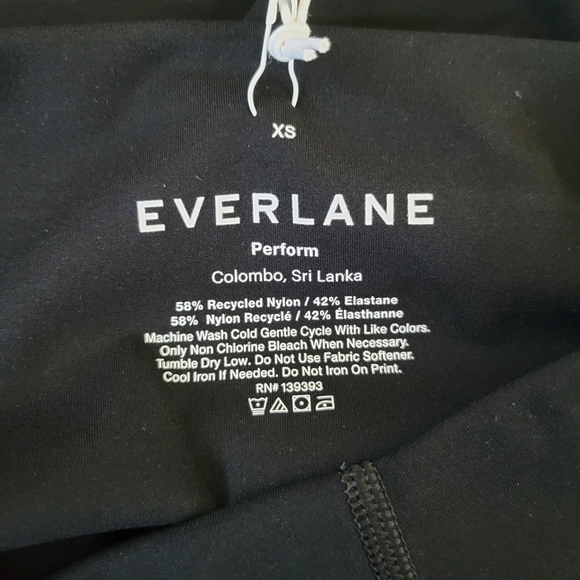 XS
EVERLANE
Perform
Colombo, Sri Lanka
58% Recycled Nylon / 42% Elastane
58% Nylon Recyclé / 42% Élasthanne
Machine Wash Cold Gentle Cycle With Like Colors.
Only Non Chlorine Bleach When Necessary.
Tumble Dry Low. Do Not Use Fabric Softener.
Cool Iron If Needed. Do Not Iron On Print.
RN# 139393